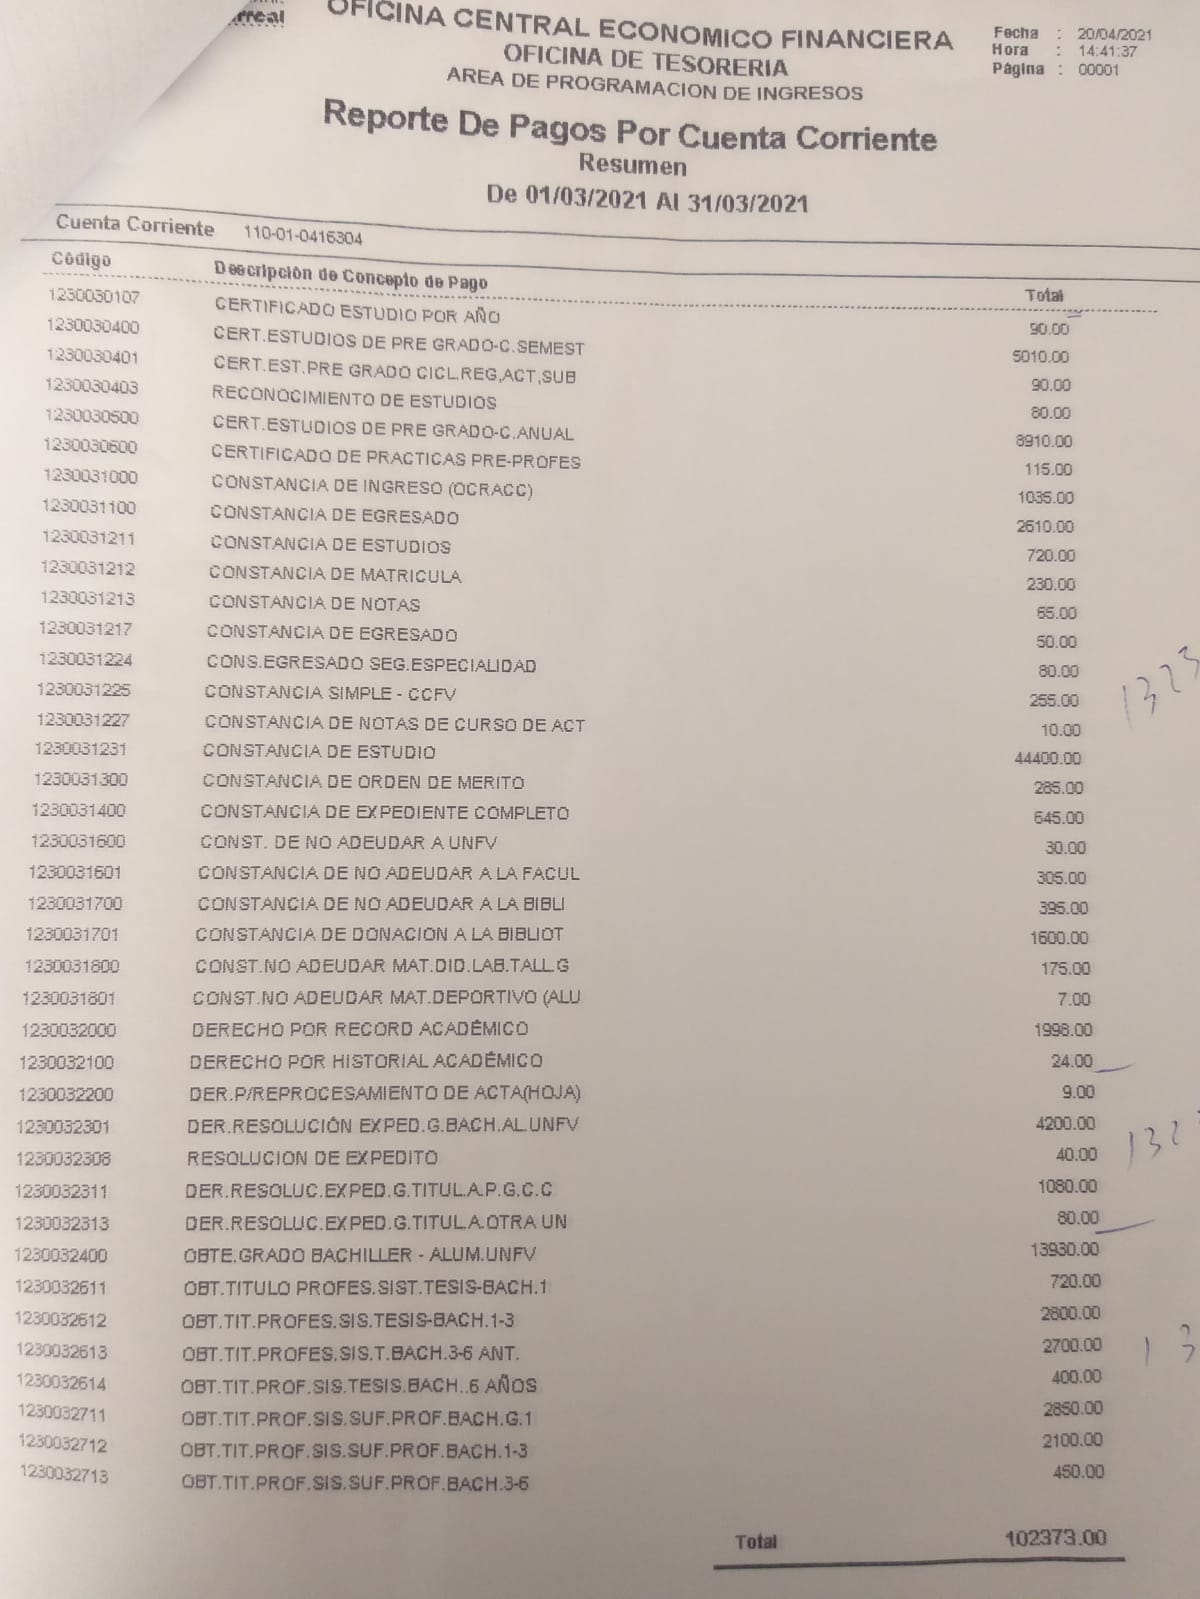 rreal
OFICINA CENTRAL ECONOMICO FINANCIERA
OFICINA DE TESORERIA
AREA DE PROGRAMACION DE INGRESOS
Fecha : 20/04/2021
Hora : 14:41:37
Página : 00001
Reporte De Pagos Por Cuenta Corriente
Resumen
De 01/03/2021 Al 31/03/2021
Cuenta Corriente 110-01-0416304
Código Descripción de Concepto de Pago Total
1230030107 CERTIFICADO ESTUDIO POR AÑO 90.00
1230030400 CERT.ESTUDIOS DE PRE GRADO-C.SEMEST 5010.00
1230030401 CERT.EST.PRE GRADO CICL.REG,ACT,SUB 90.00
1230030403 RECONOCIMIENTO DE ESTUDIOS 80.00
1230030500 CERT.ESTUDIOS DE PRE GRADO-C.ANUAL 8910.00
1230030600 CERTIFICADO DE PRACTICAS PRE-PROFES 115.00
1230031000 CONSTANCIA DE INGRESO (OCRACC) 1035.00
1230031100 CONSTANCIA DE EGRESADO 2610.00
1230031211 CONSTANCIA DE ESTUDIOS 720.00
1230031212 CONSTANCIA DE MATRICULA 230.00
1230031213 CONSTANCIA DE NOTAS 65.00
1230031217 CONSTANCIA DE EGRESADO 50.00
1230031224 CONS.EGRESADO SEG.ESPECIALIDAD 80.00
1230031225 CONSTANCIA SIMPLE - CCFV 255.00
1323
1230031227 CONSTANCIA DE NOTAS DE CURSO DE ACT 10.00
1230031231 CONSTANCIA DE ESTUDIO 44400.00
1230031300 CONSTANCIA DE ORDEN DE MERITO 285.00
1230031400 CONSTANCIA DE EXPEDIENTE COMPLETO 645.00
1230031600 CONST. DE NO ADEUDAR A UNFV 30.00
1230031601 CONSTANCIA DE NO ADEUDAR A LA FACUL 305.00
1230031700 CONSTANCIA DE NO ADEUDAR A LA BIBLI 395.00
1230031701 CONSTANCIA DE DONACION A LA BIBLIOT 1600.00
1230031800 CONST.NO ADEUDAR MAT.DID.LAB.TALL.G 175.00
1230031801 CONST.NO ADEUDAR MAT.DEPORTIVO (ALU 7.00
1230032000 DERECHO POR RECORD ACADÉMICO 1998.00
1230032100 DERECHO POR HISTORIAL ACADÉMICO 24.00
1230032200 DER.P/REPROCESAMIENTO DE ACTA(HOJA) 9.00
1230032301 DER.RESOLUCIÓN EXPED.G.BACH.AL.UNFV 4200.00
132
1230032308 RESOLUCION DE EXPEDITO 40.00
1230032311 DER.RESOLUC.EXPED.G.TITUL.A.P.G.C.C 1080.00
1230032313 DER.RESOLUC.EXPED.G.TITUL.A.OTRA UN 80.00
1230032400 OBTE.GRADO BACHILLER - ALUM.UNFV 13930.00
1230032611 OBT.TITULO PROFES.SIST.TESIS-BACH.1 720.00
1230032612 OBT.TIT.PROFES.SIS.TESIS-BACH.1-3 2800.00
1230032613 OBT.TIT.PROFES.SIS.T.BACH.3-6 ANT. 2700.00
13
1230032614 OBT.TIT.PROF.SIS.TESIS.BACH..6 AÑOS 400.00
1230032711 OBT.TIT.PROF.SIS.SUF.PROF.BACH.G.1 2850.00
1230032712 OBT.TIT.PROF.SIS.SUF.PROF.BACH.1-3 2100.00
1230032713 OBT.TIT.PROF.SIS.SUF.PROF.BACH.3-6 450.00
Total 102373.00